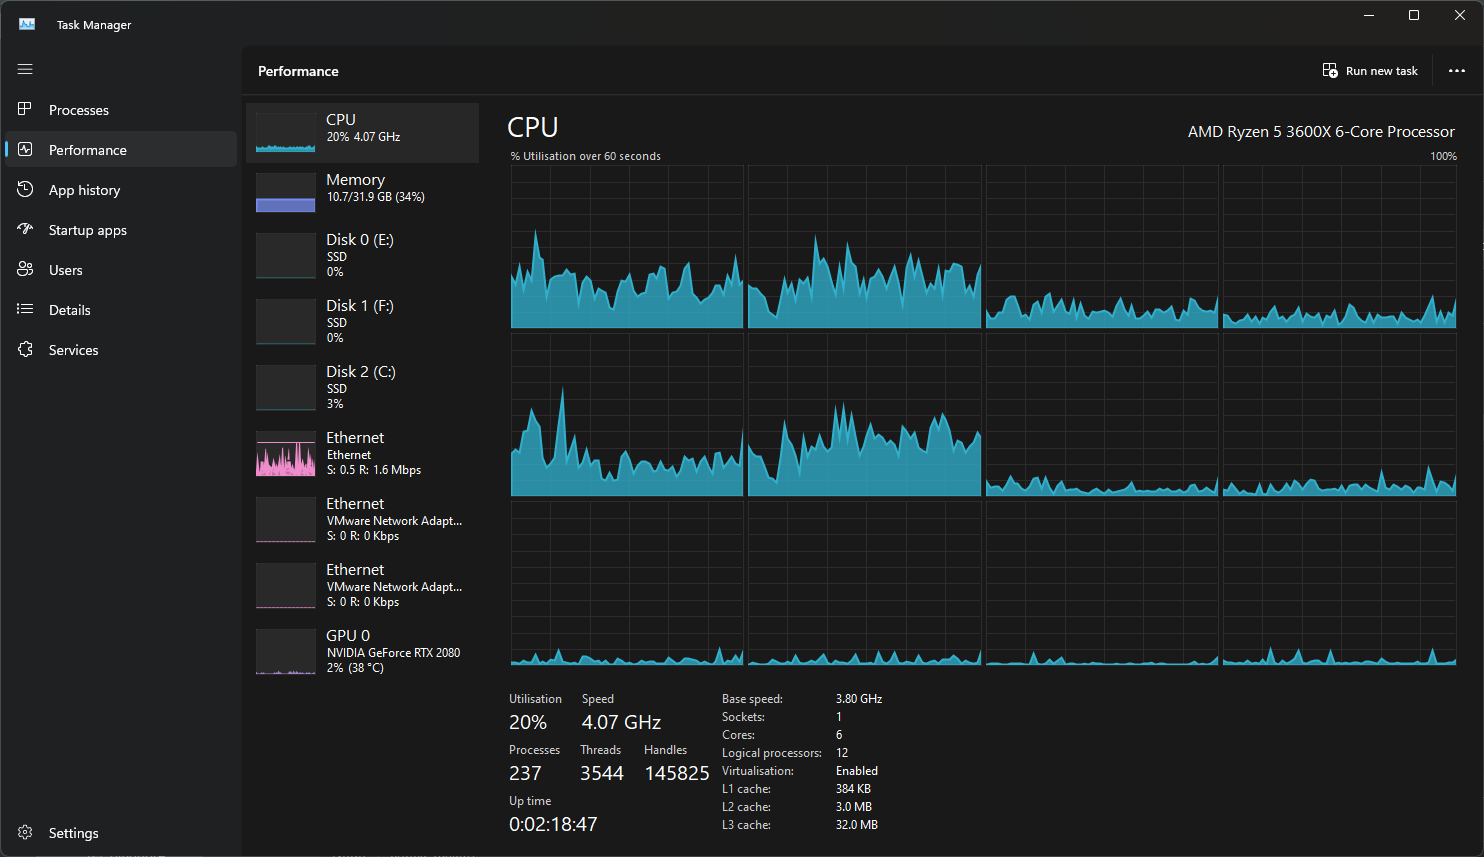 Task Manager
Performance
Run new task
Processes
Performance
App history
Startup apps
Users
Details
Services
Settings
CPU
20% 4.07 GHz
Memory
10.7/31.9 GB (34%)
Disk 0 (E:)
SSD
0%
Disk 1 (F:)
SSD
0%
Disk 2 (C:)
SSD
3%
Ethernet
Ethernet
S: 0.5 R: 1.6 Mbps
Ethernet
VMware Network Adapt...
S: 0 R: 0 Kbps
Ethernet
VMware Network Adapt...
S: 0 R: 0 Kbps
GPU 0
NVIDIA GeForce RTX 2080
2% (38 °C)
CPU
AMD Ryzen 5 3600X 6-Core Processor
% Utilisation over 60 seconds
100%
Utilisation Speed
20% 4.07 GHz
Processes Threads Handles
237 3544 145825
Up time
0:02:18:47
Base speed: 3.80 GHz
Sockets: 1
Cores: 6
Logical processors: 12
Virtualisation: Enabled
L1 cache: 384 KB
L2 cache: 3.0 MB
L3 cache: 32.0 MB